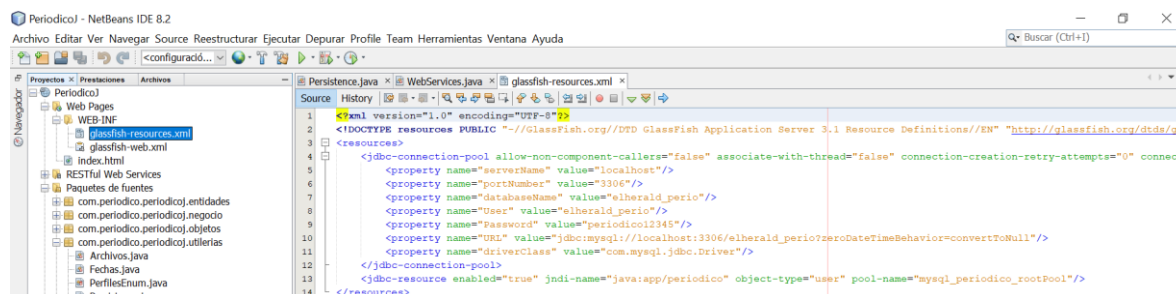 PeriodicoJ - NetBeans IDE 8.2
Archivo Editar Ver Navegar Source Reestructurar Ejecutar Depurar Profile Team Herramientas Ventana Ayuda
Buscar (Ctrl+I)
<configuració...
Proyectos Prestaciones Archivos
Persistence.java WebServices.java glassfish-resources.xml
Navegador
PeriodicoJ
Web Pages
WEB-INF
glassfish-resources.xml
glassfish-web.xml
index.html
RESTful Web Services
Paquetes de fuentes
com.periodico.periodicoj.entidades
com.periodico.periodicoj.negocio
com.periodico.periodicoj.objetos
com.periodico.periodicoj.utilerias
Archivos.java
Fechas.java
PerfilesEnum.java
Source History
1 <?xml version="1.0" encoding="UTF-8"?>
2 <!DOCTYPE resources PUBLIC "-//GlassFish.org//DTD GlassFish Application Server 3.1 Resource Definitions//EN" "http://glassfish.org/dtds/g
3 <resources>
4 <jdbc-connection-pool allow-non-component-callers="false" associate-with-thread="false" connection-creation-retry-attempts="0" connec
5 <property name="serverName" value="localhost"/>
6 <property name="portNumber" value="3306"/>
7 <property name="databaseName" value="elherald_perio"/>
8 <property name="User" value="elherald_perio"/>
9 <property name="Password" value="periodico12345"/>
10 <property name="URL" value="jdbc:mysql://localhost:3306/elherald_perio?zeroDateTimeBehavior=convertToNull"/>
11 <property name="driverClass" value="com.mysql.jdbc.Driver"/>
12 </jdbc-connection-pool>
13 <jdbc-resource enabled="true" jndi-name="java:app/periodico" object-type="user" pool-name="mysql_periodico_rootPool"/>
14 </resources>